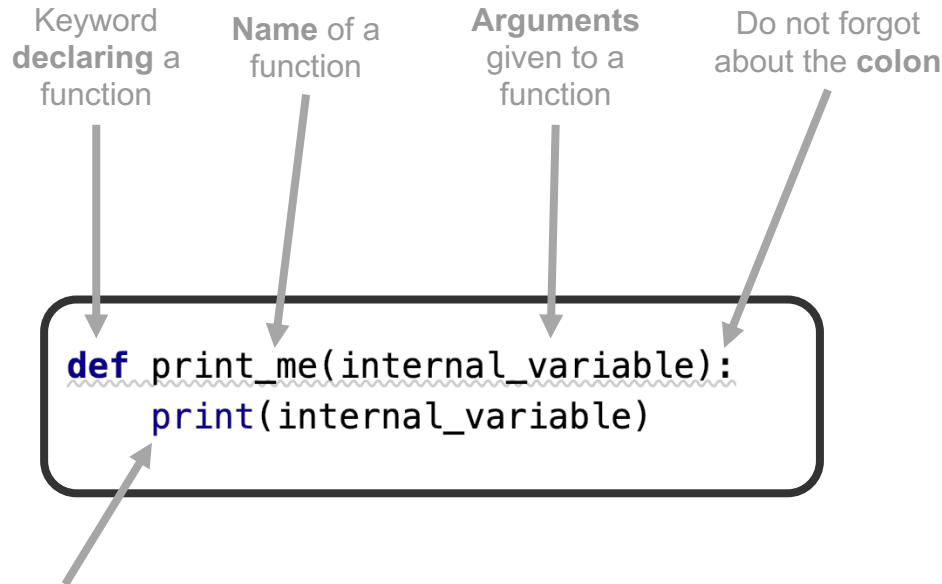 Keyword
declaring a
function
Name of a
function
Arguments
given to a
function
Do not forgot
about the colon
def print_me(internal_variable):
    print(internal_variable)